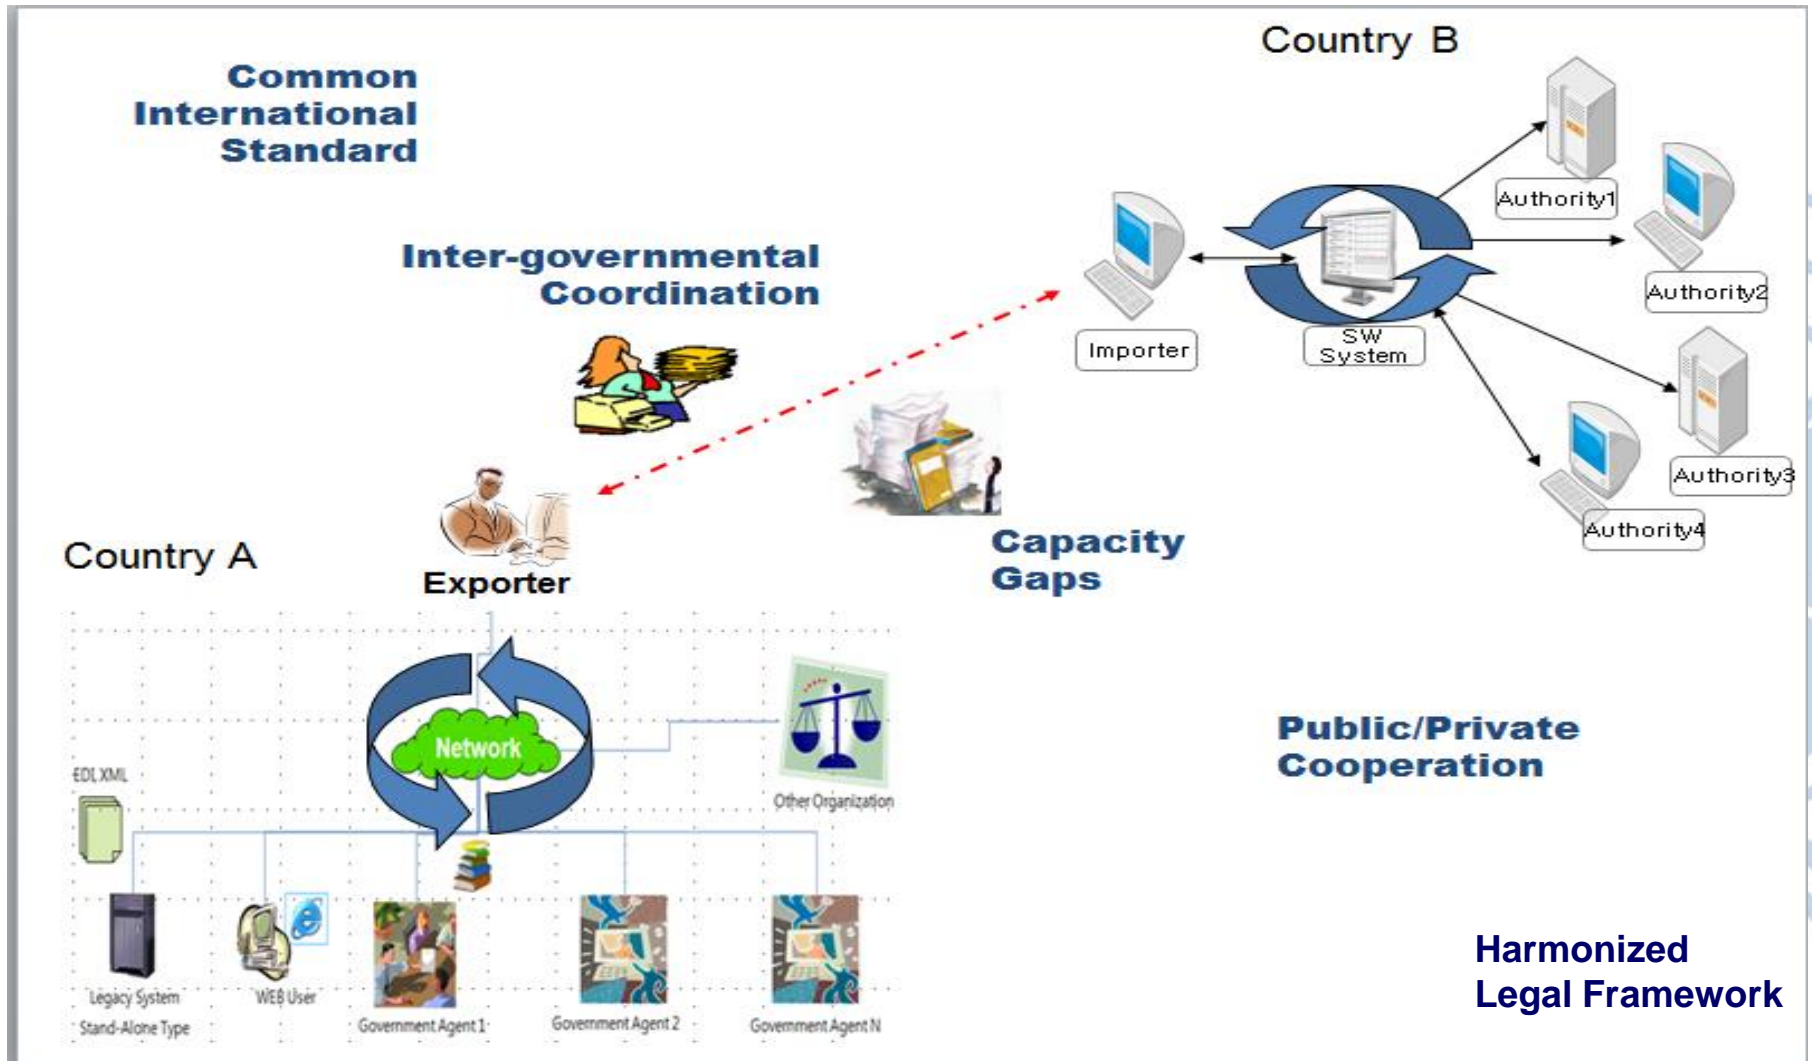 Country B
Common
International
Standard
Authority1
Inter-governmental
Coordination
Authority2
Importer
SW
System
Authority3
Authority4
Capacity
Gaps
Country A
Exporter
Network
Public/Private
Cooperation
EDI, XML
Other Organization
Harmonized
Legal Framework
Legacy System
Stand-Alone Type
WEB User
Government Agent 1
Government Agent 2
Government Agent N